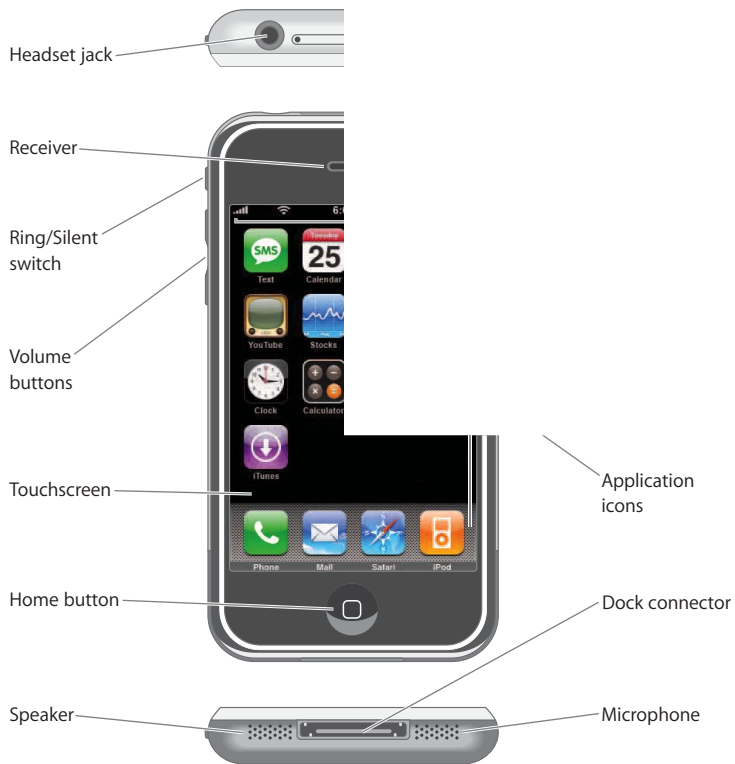 Headset jack
Receiver
Ring/Silent
switch
Volume
buttons
Touchscreen
Home button
Speaker
Application
icons
Dock connector
Microphone
SMS
Text
Tuesday
25
Calendar
YouTube
Stocks
Clock
Calculator
iTunes
Phone
Mail
Safari
iPod